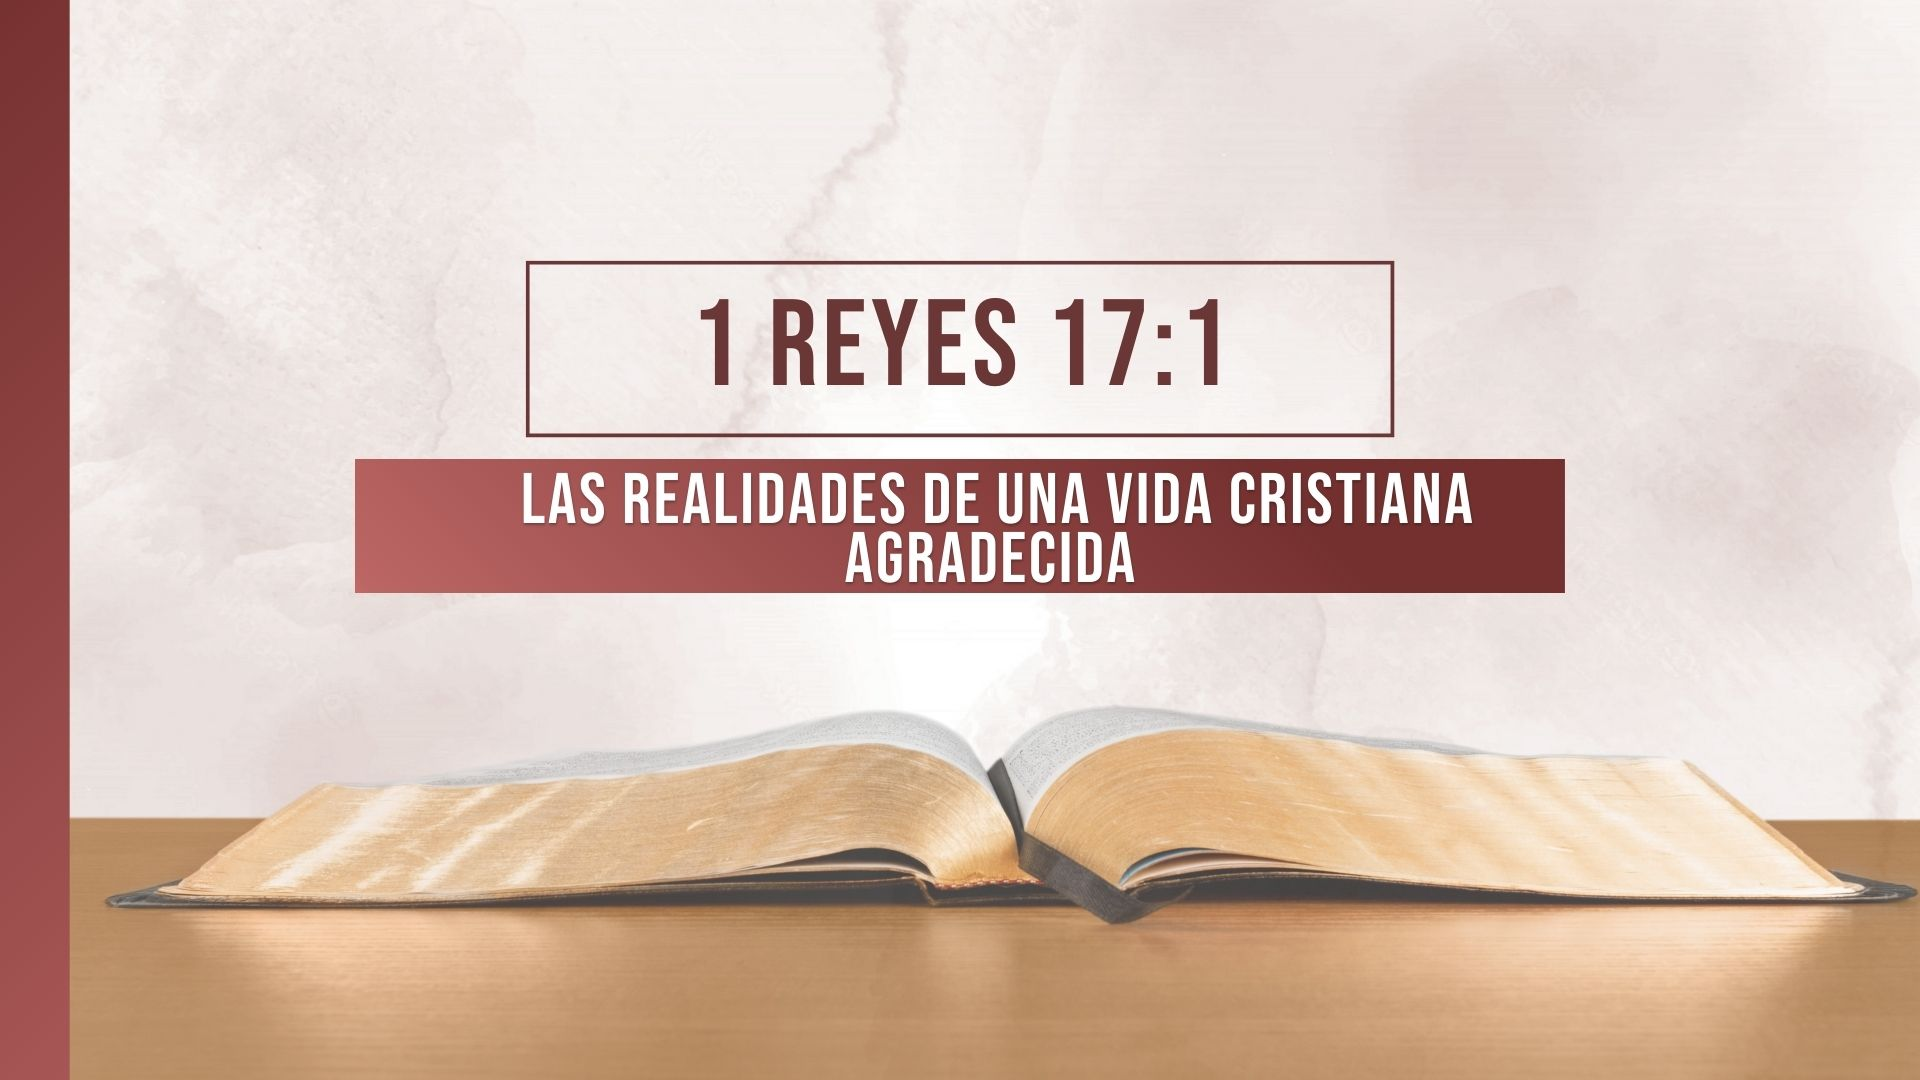 1 REYES 17:1
LAS REALIDADES DE UNA VIDA CRISTIANA
AGRADECIDA